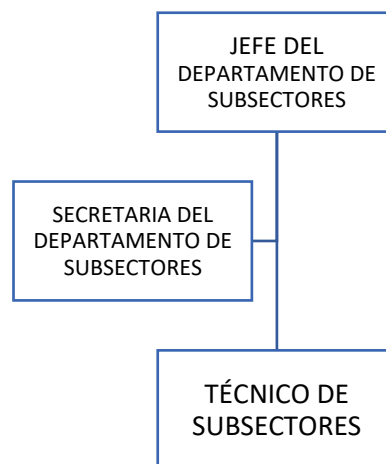 JEFE DEL
DEPARTAMENTO DE
SUBSECTORES
SECRETARIA DEL
DEPARTAMENTO DE
SUBSECTORES
TÉCNICO DE
SUBSECTORES